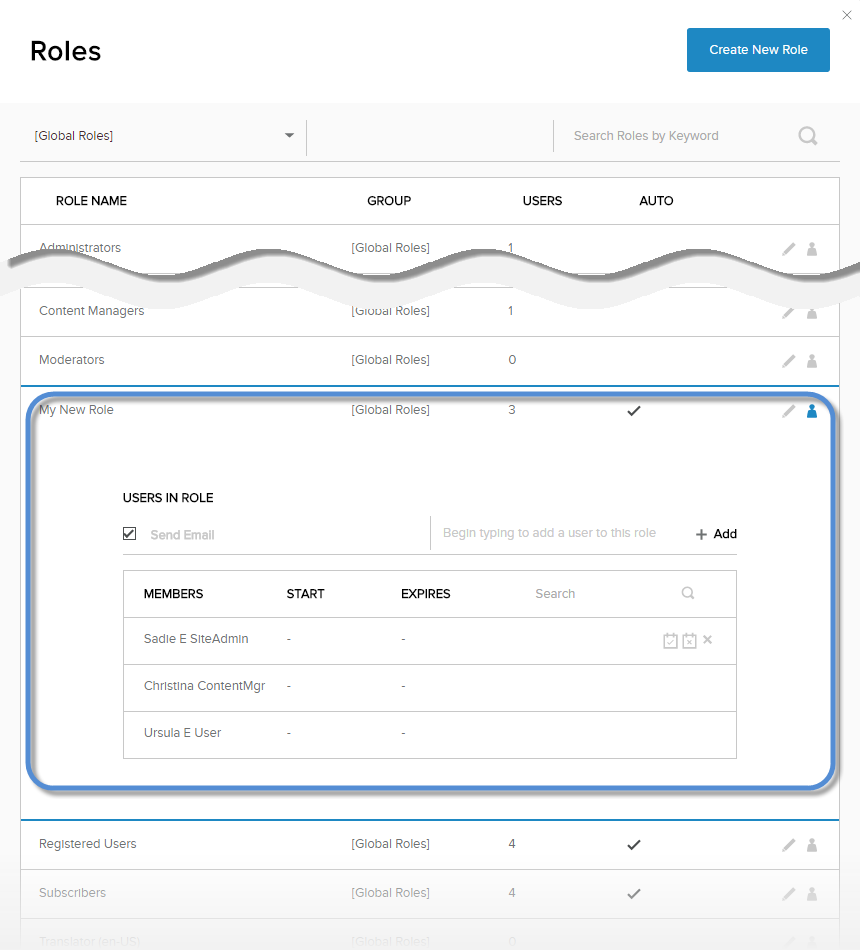 Roles
Create New Role
[Global Roles]
Search Roles by Keyword
ROLE NAME GROUP USERS AUTO
Administrators [Global Roles] 1
Content Managers [Global Roles] 1
Moderators [Global Roles] 0
My New Role [Global Roles] 3
USERS IN ROLE
Send Email Begin typing to add a user to this role + Add
MEMBERS START EXPIRES Search
Sadie E SiteAdmin - -
Christina ContentMgr - -
Ursula E User - -
Registered Users [Global Roles] 4
Subscribers [Global Roles] 4
Translator (en-US) [Global Roles] 0